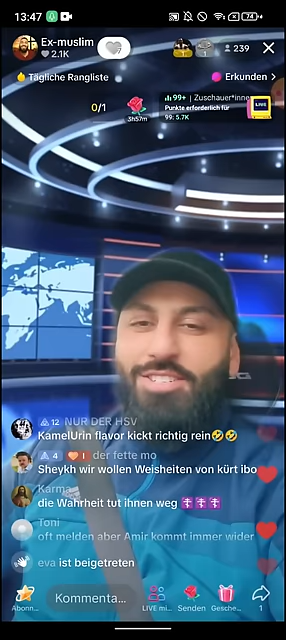 13:47
74
Ex-muslim
2.1K
239
Tägliche Rangliste
Erkunden >
0/1
3h57m
99+ | Zuschauer*innen
Punkte erforderlich für
99: 5.7K
LIVE
12 NUR DER HSV
KamelUrin flavor kickt richtig rein🤣🤣
4 I der fette mo
Sheykh wir wollen Weisheiten von kürt ibo
Karma
die Wahrheit tut ihnen weg ✝️✝️✝️
Toni
oft melden aber Amir kommt immer wider
eva ist beigetreten
Kommenta...
Abonn...
LIVE mi...
Senden
Gesche...
1